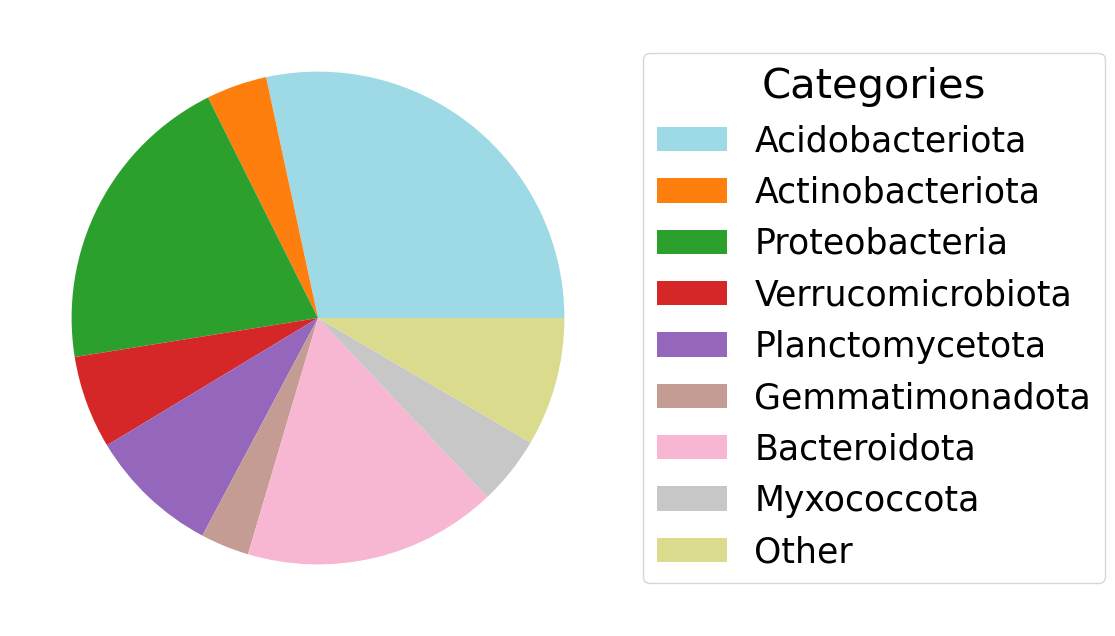 Categories
Acidobacteriota
Actinobacteriota
Proteobacteria
Verrucomicrobiota
Planctomycetota
Gemmatimonadota
Bacteroidota
Myxococcota
Other